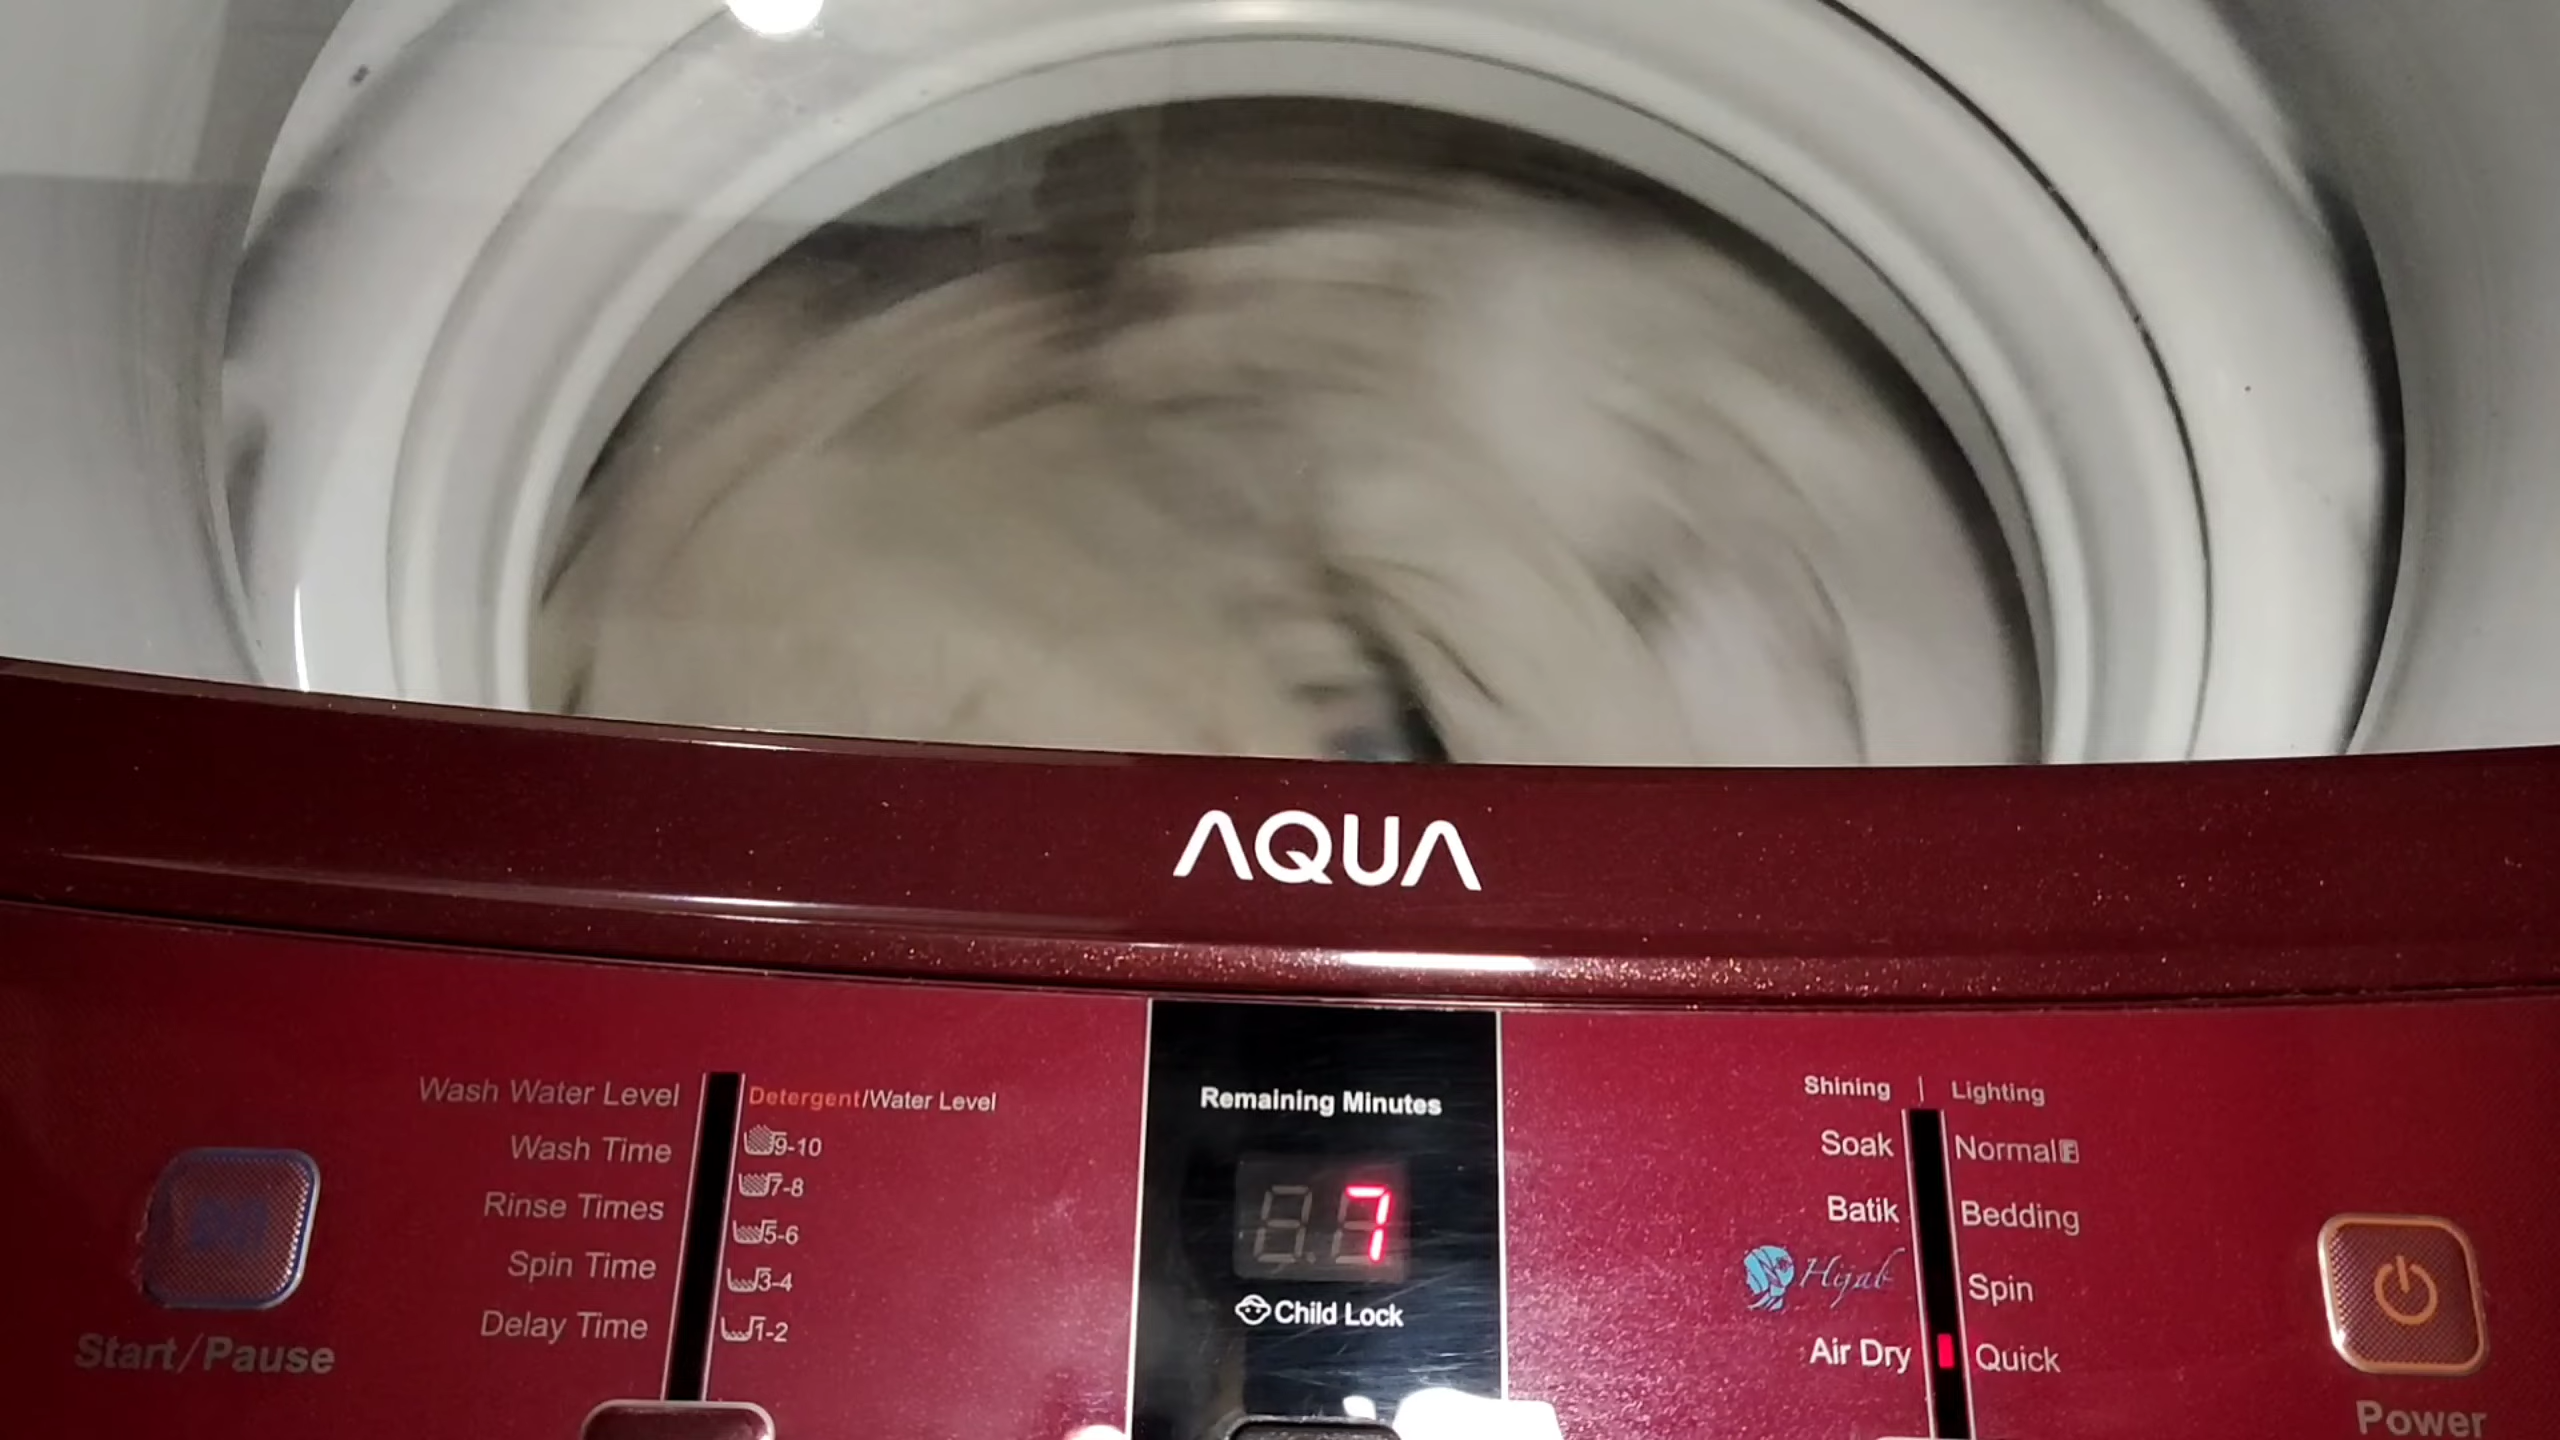 AQUA
Wash Water Level
Wash Time
Rinse Times
Spin Time
Delay Time
Detergent/Water Level
9-10
7-8
5-6
3-4
1-2
Start/Pause
Remaining Minutes
7
Child Lock
Shining | Lighting
Soak
Normal F
Batik
Bedding
Hijab
Spin
Air Dry
Quick
Power